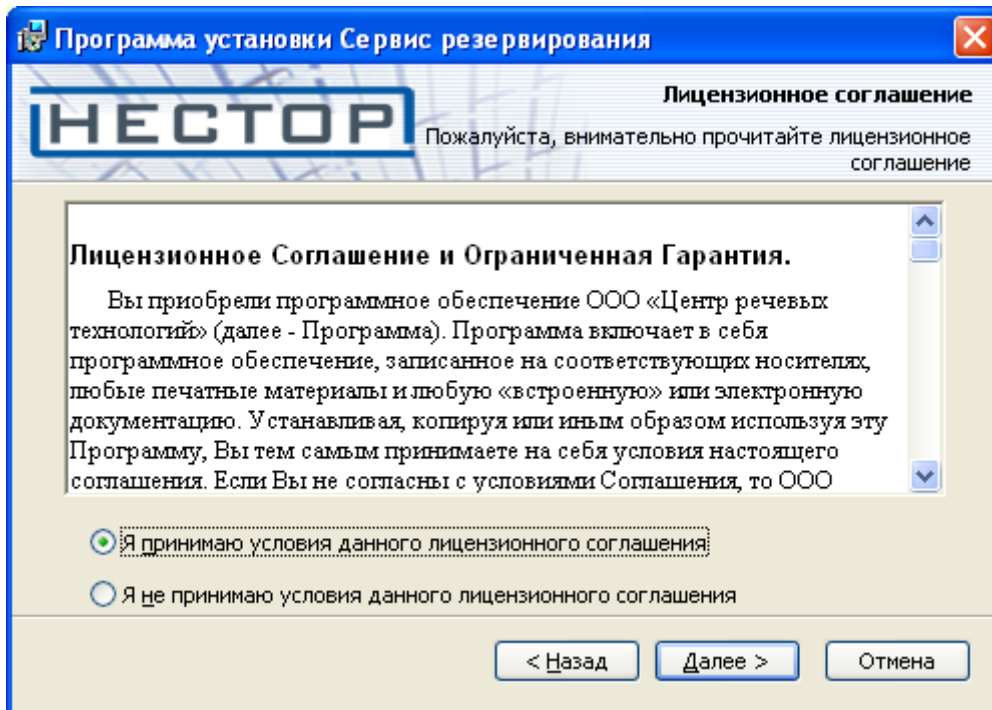 Программа установки Сервис резервирования
НЕСТОР
Лицензионное соглашение
Пожалуйста, внимательно прочитайте лицензионное
соглашение
Лицензионное Соглашение и Ограниченная Гарантия.
Вы приобрели программное обеспечение ООО «Центр речевых
технологий» (далее - Программа). Программа включает в себя
программное обеспечение, записанное на соответствующих носителях,
любые печатные материалы и любую «встроенную» или электронную
документацию. Устанавливая, копируя или иным образом используя эту
Программу, Вы тем самым принимаете на себя условия настоящего
соглашения. Если Вы не согласны с условиями Соглашения, то ООО
Я принимаю условия данного лицензионного соглашения
Я не принимаю условия данного лицензионного соглашения
< Назад
Далее >
Отмена